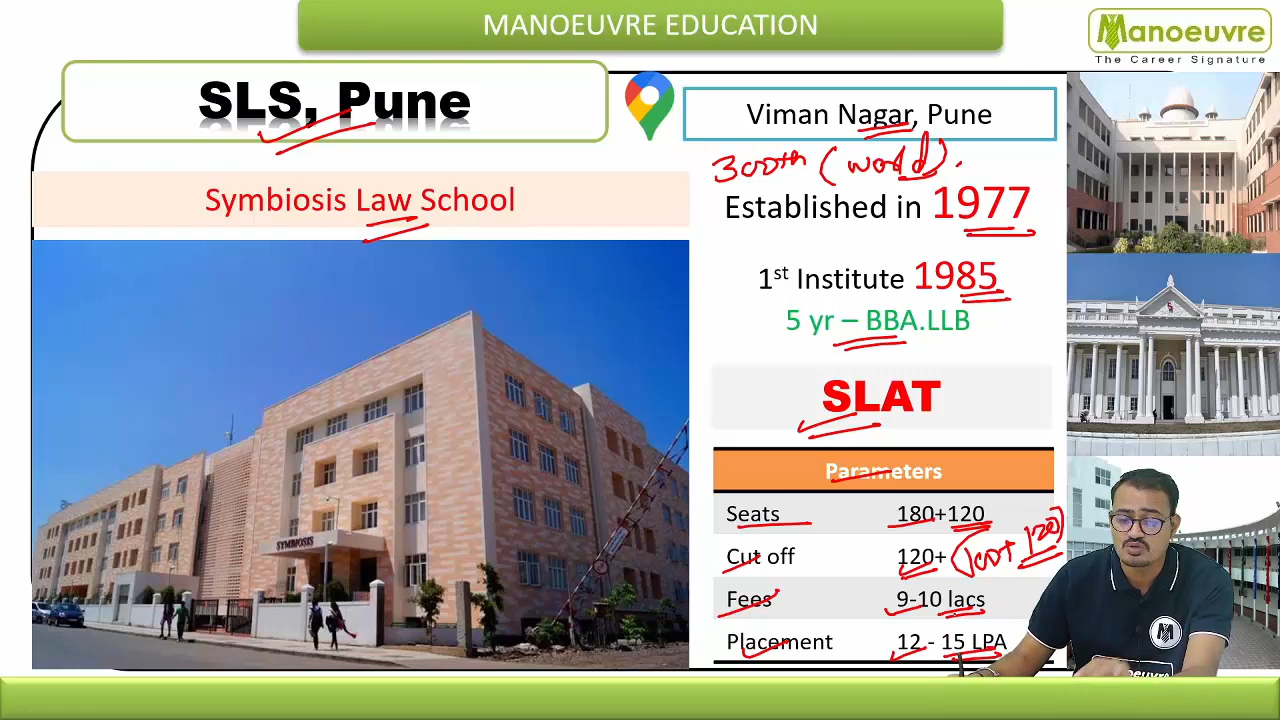 MANOEUVRE EDUCATION
Manoeuvre
The Career Signature
SLS, Pune
Viman Nagar, Pune
300th (world).
Symbiosis Law School
Established in 1977
1st Institute 1985
5 yr – BBA.LLB
SLAT
Parameters
Seats 180+120
Cut off 120+
Fees 9-10 lacs
Placement 12 - 15 LPA
SYMBIOSIS